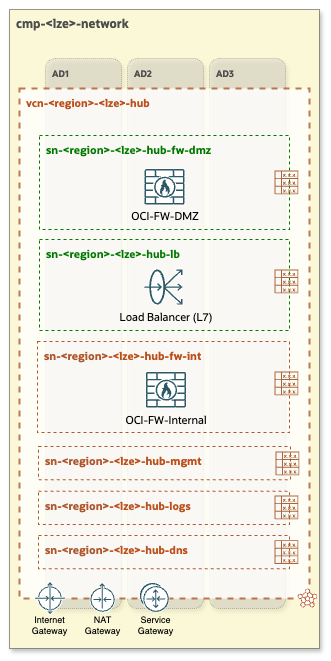 cmp-<lze>-network
AD1
AD2
AD3
vcn-<region>-<lze>-hub
sn-<region>-<lze>-hub-fw-dmz
OCI-FW-DMZ
sn-<region>-<lze>-hub-lb
Load Balancer (L7)
sn-<region>-<lze>-hub-fw-int
OCI-FW-Internal
sn-<region>-<lze>-hub-mgmt
sn-<region>-<lze>-hub-logs
sn-<region>-<lze>-hub-dns
Internet
Gateway
NAT
Gateway
Service
Gateway